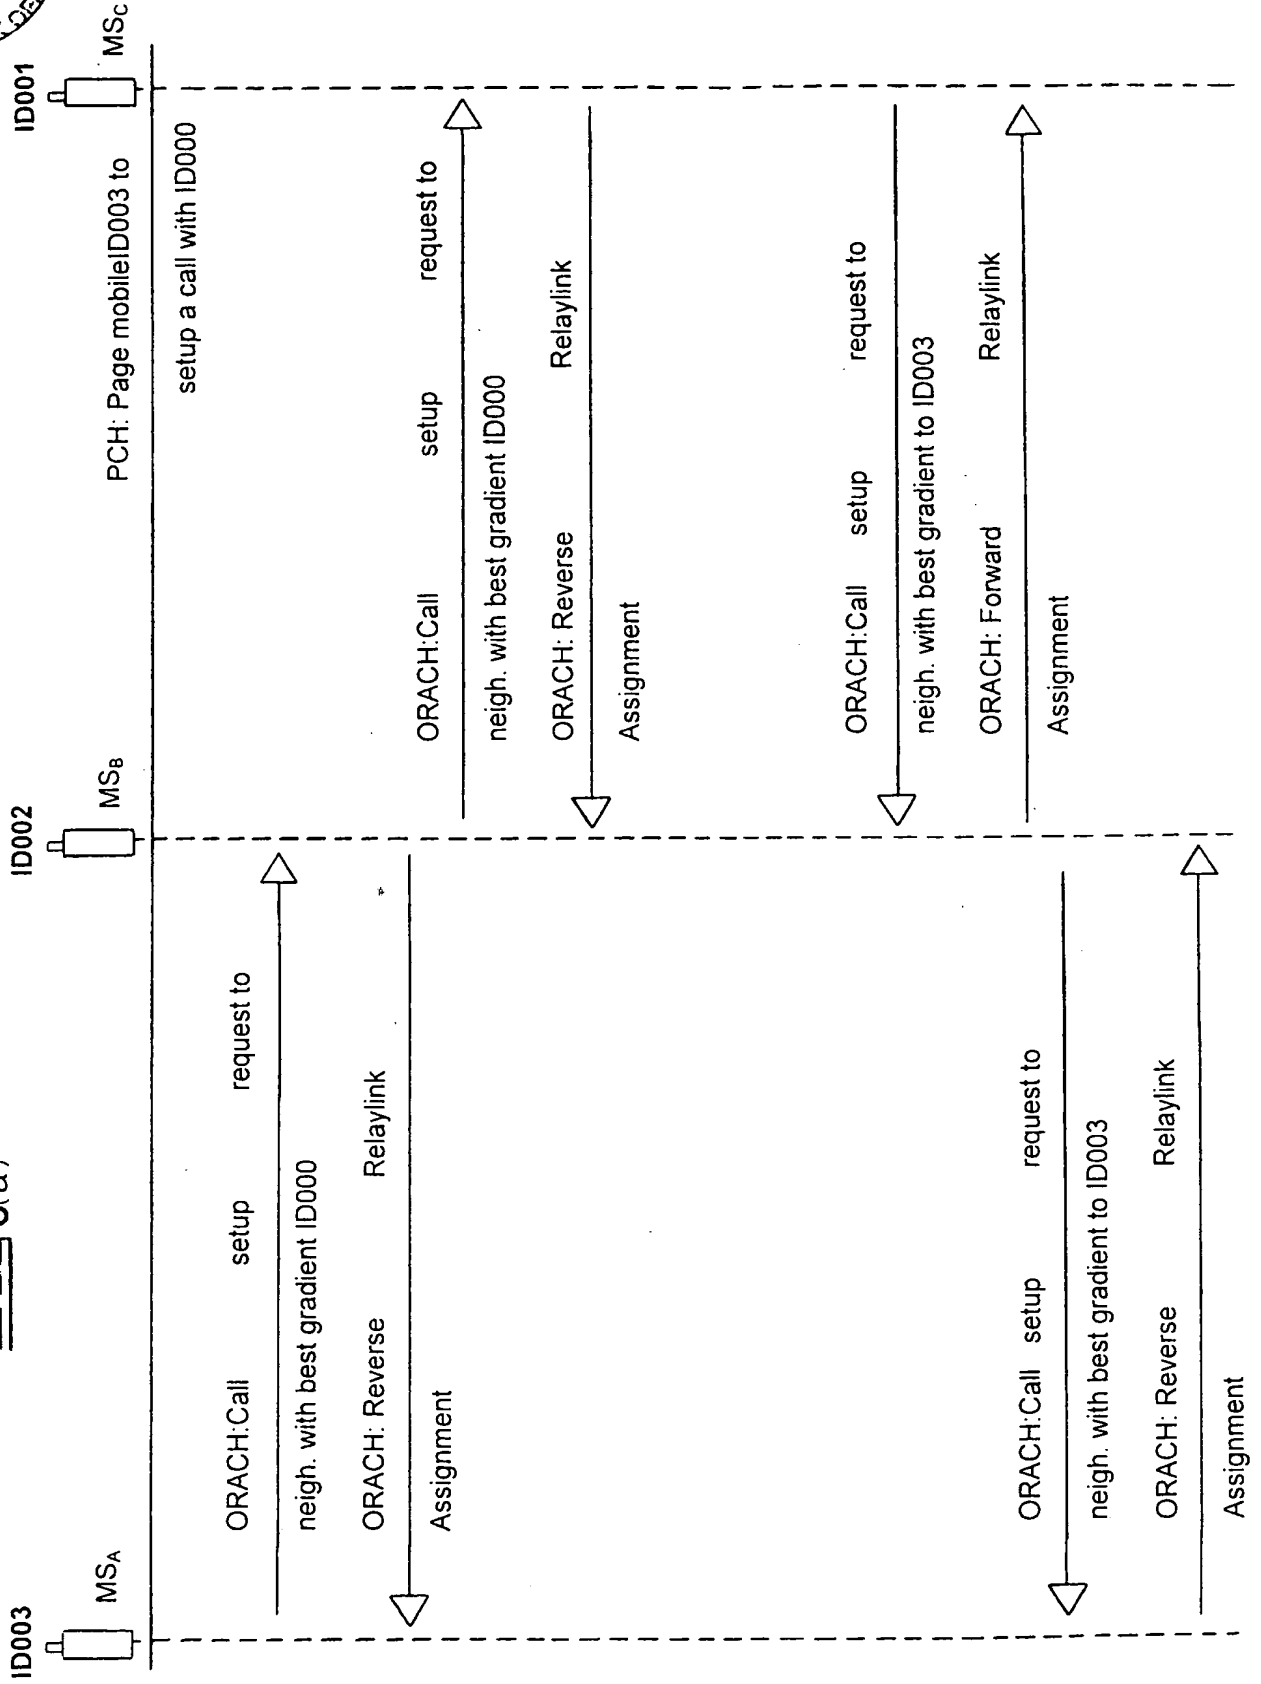 ID003
ID002
ID001
MSA
MSB
MSC
PCH: Page mobileID003 to
setup a call with ID000
ORACH:Call setup request to
neigh. with best gradient ID000
ORACH: Reverse Relaylink
Assignment
ORACH:Call setup request to
neigh. with best gradient ID000
ORACH: Reverse Relaylink
Assignment
ORACH:Call setup request to
neigh. with best gradient to ID003
ORACH: Forward Relaylink
Assignment
ORACH:Call setup request to
neigh. with best gradient to ID003
ORACH: Reverse Relaylink
Assignment